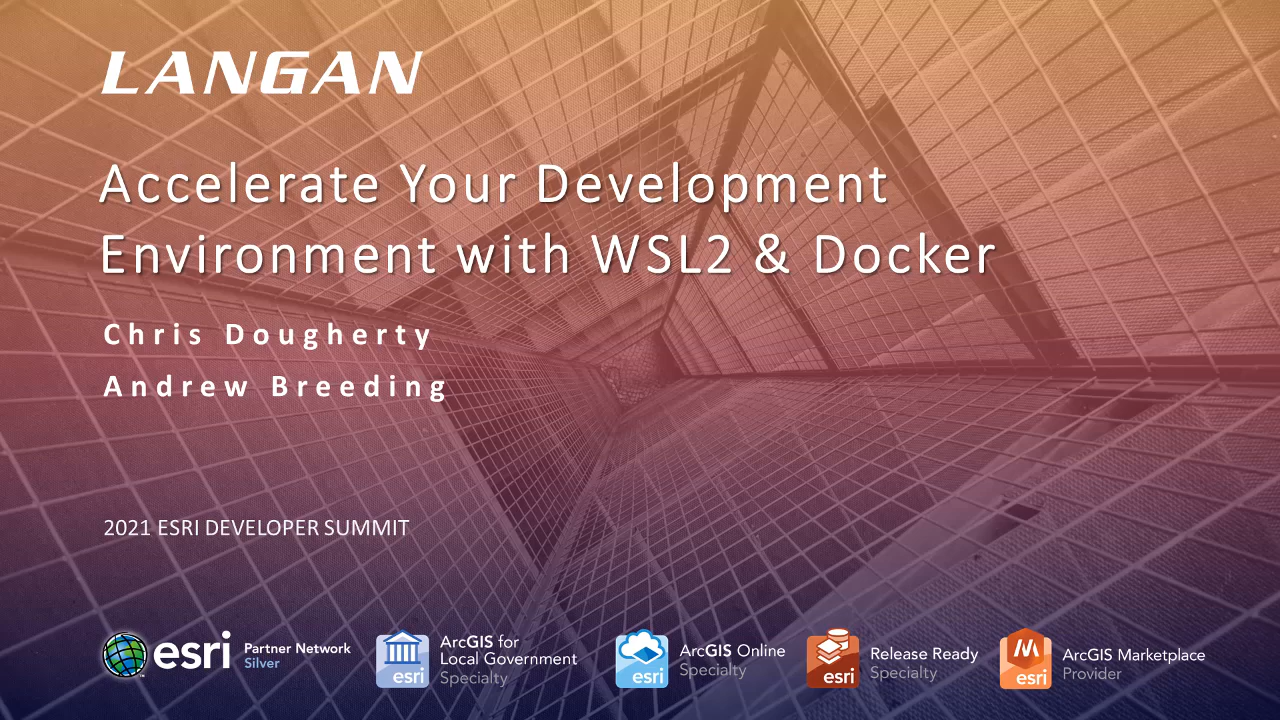 LANGAN
Accelerate Your Development
Environment with WSL2 & Docker
Chris Dougherty
Andrew Breeding
2021 ESRI DEVELOPER SUMMIT
esri Partner Network
Silver
esri
ArcGIS for
Local Government
Specialty
esri
ArcGIS Online
Specialty
esri
Release Ready
Specialty
esri
ArcGIS Marketplace
Provider